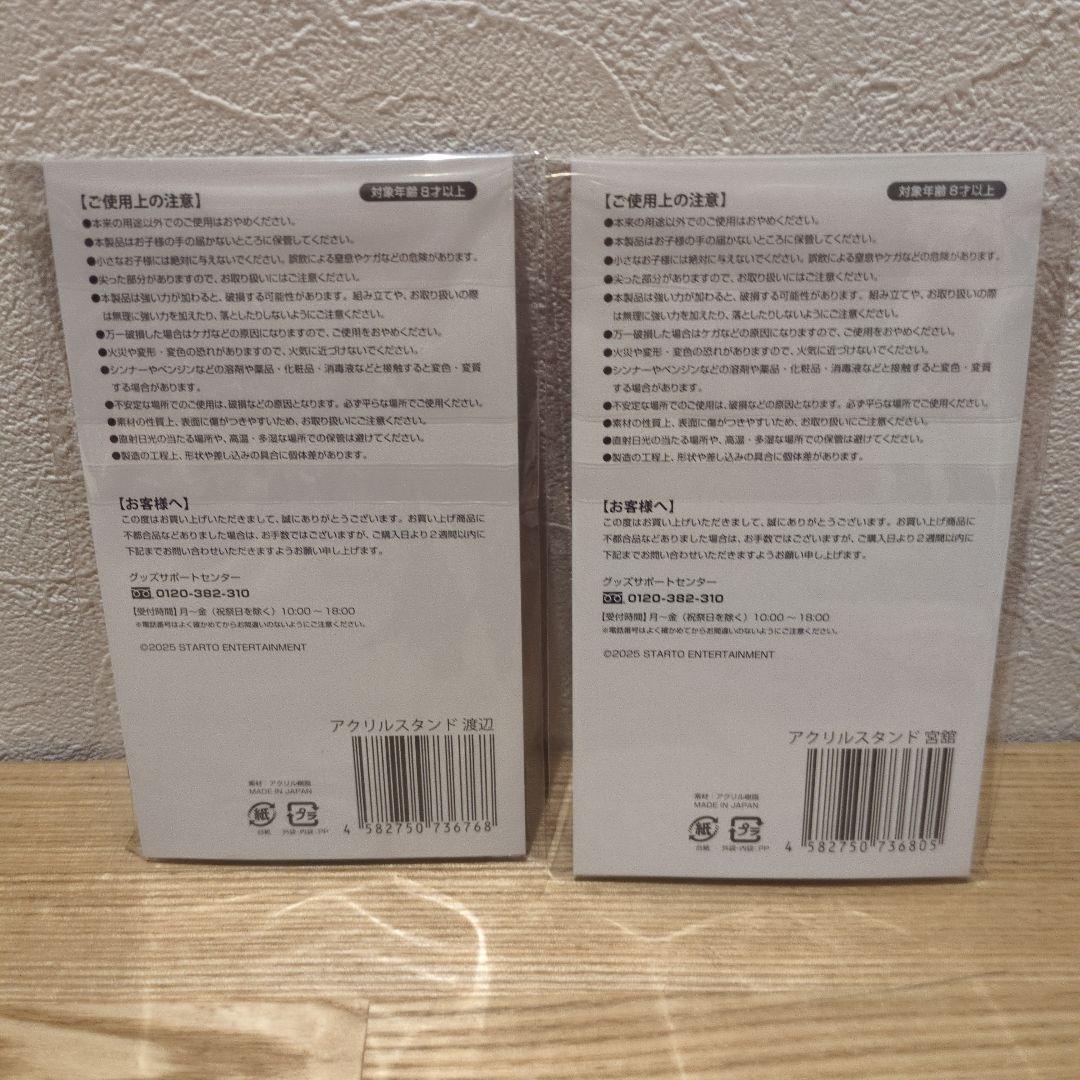 【ご使用上の注意】
対象年齢 8才以上
●本来の用途以外でのご使用はおやめください。
●本製品はお子様の手の届かないところに保管してください。
●小さなお子様には絶対に与えないでください。誤飲による窒息やケガなどの危険があります。
●尖った部分がありますので、お取り扱いにはご注意ください。
●本製品は強い力が加わると、破損する可能性があります。組み立てや、お取り扱いの際
は無理に強い力を加えたり、落としたりしないようにご注意ください。
●万一破損した場合はケガなどの原因になりますので、ご使用をおやめください。
●火災や変形・変色の恐れがありますので、火気に近づけないでください。
●シンナーやベンジンなどの溶剤や薬品・化粧品・消毒液などと接触すると変色・変質
する場合があります。
●不安定な場所でのご使用は、破損などの原因となります。必ず平らな場所でご使用ください。
●素材の性質上、表面に傷がつきやすいため、お取り扱いにご注意ください。
●直射日光の当たる場所や、高温・多湿な場所での保管は避けてください。
●製造の工程上、形状や差し込みの具合に個体差があります。
【お客様へ】
この度はお買い上げいただきまして、誠にありがとうございます。お買い上げ商品に
不都合品などありました場合は、お手数ではございますが、ご購入日より2週間以内に
下記までお問い合わせいただきますようお願い申し上げます。
グッズサポートセンター
0120-382-310
【受付時間】月～金（祝祭日を除く）10:00～18:00
※電話番号はよく確かめてからお間違いのないようにご注意ください。
©2025 STARTO ENTERTAINMENT
アクリルスタンド 渡辺
素材 アクリル樹脂
MADE IN JAPAN
紙
プラ
台紙
外袋・内袋:PP
4 582750 736768
【ご使用上の注意】
対象年齢 8才以上
●本来の用途以外でのご使用はおやめください。
●本製品はお子様の手の届かないところに保管してください。
●小さなお子様には絶対に与えないでください。誤飲による窒息やケガなどの危険があります。
●尖った部分がありますので、お取り扱いにはご注意ください。
●本製品は強い力が加わると、破損する可能性があります。組み立てや、お取り扱いの際
は無理に強い力を加えたり、落としたりしないようにご注意ください。
●万一破損した場合はケガなどの原因になりますので、ご使用をおやめください。
●火災や変形・変色の恐れがありますので、火気に近づけないでください。
●シンナーやベンジンなどの溶剤や薬品・化粧品・消毒液などと接触すると変色・変質
する場合があります。
●不安定な場所でのご使用は、破損などの原因となります。必ず平らな場所でご使用ください。
●素材の性質上、表面に傷がつきやすいため、お取り扱いにご注意ください。
●直射日光の当たる場所や、高温・多湿な場所での保管は避けてください。
●製造の工程上、形状や差し込みの具合に個体差があります。
【お客様へ】
この度はお買い上げいただきまして、誠にありがとうございます。お買い上げ商品に
不都合品などありました場合は、お手数ではございますが、ご購入日より2週間以内に
下記までお問い合わせいただきますようお願い申し上げます。
グッズサポートセンター
0120-382-310
【受付時間】月～金（祝祭日を除く）10:00～18:00
※電話番号はよく確かめてからお間違いのないようにご注意ください。
©2025 STARTO ENTERTAINMENT
アクリルスタンド 宮舘
素材 アクリル樹脂
MADE IN JAPAN
紙
プラ
台紙
外袋・内袋:PP
4 582750 736805